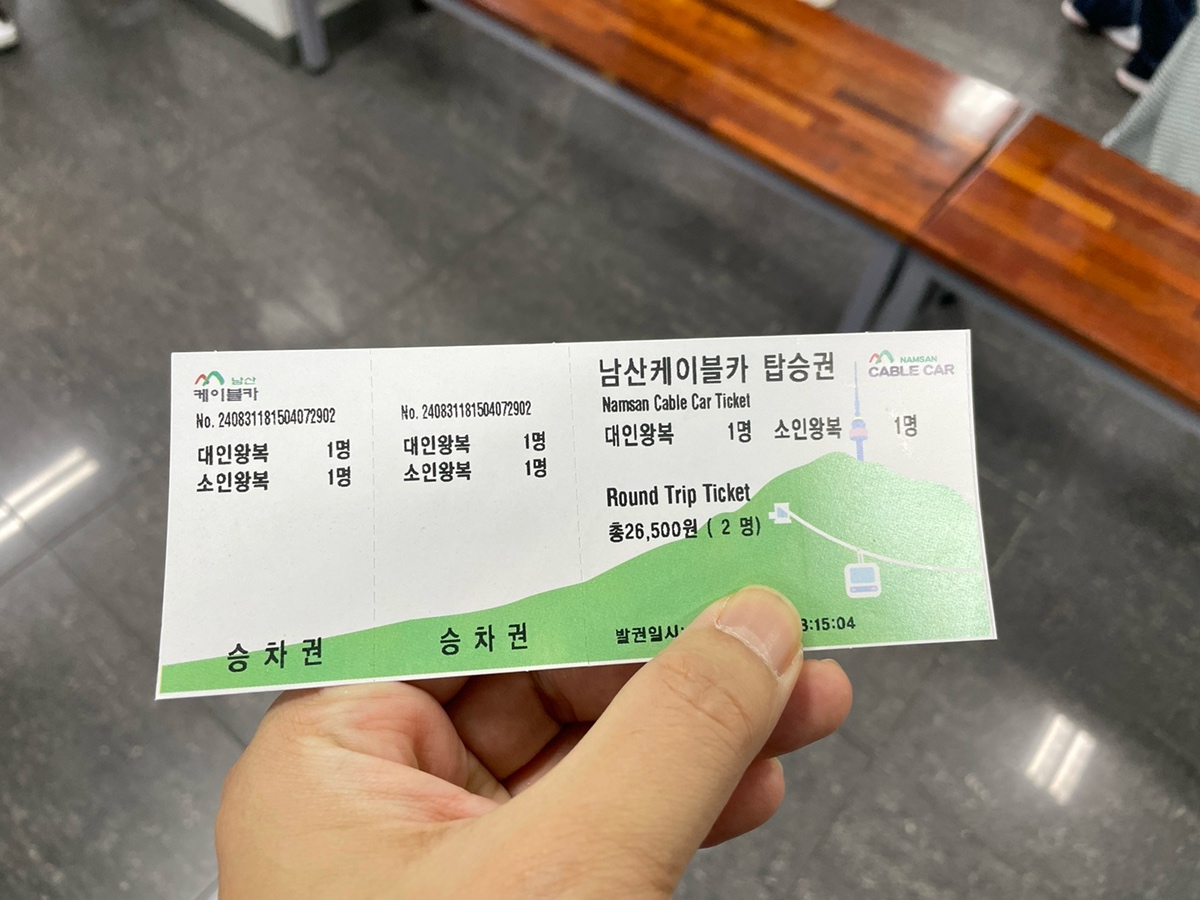 남산
케이블카
No. 240831181504072902
대인왕복 1명
소인왕복 1명
승차권
No. 240831181504072902
대인왕복 1명
소인왕복 1명
승차권
남산케이블카 탑승권
NAMSAN
CABLE CAR
Namsan Cable Car Ticket
대인왕복 1명 소인왕복 1명
Round Trip Ticket
총26,500원 ( 2 명)
발권일시: :15:04